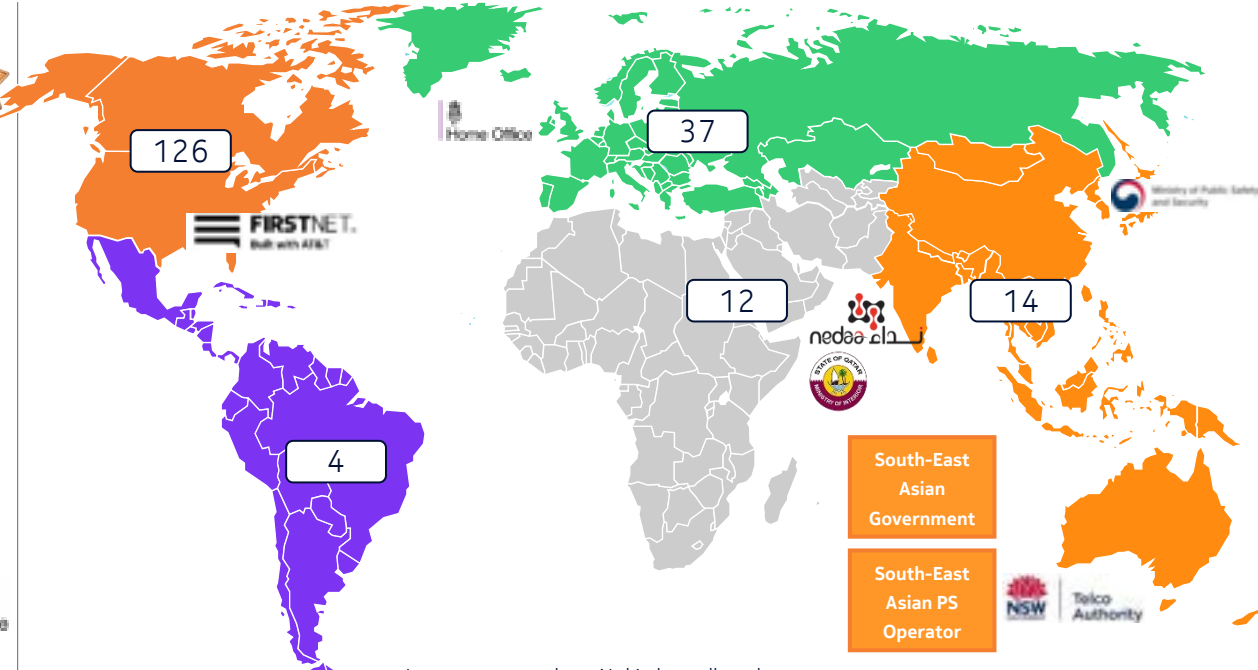 126
37
Home Office
FIRSTNET.
Built with AT&T
Ministry of Public Safety
and Security
12
14
nedaa نداء
STATE OF QATAR
MINISTRY OF INTERIOR
4
South-East
Asian
Government
South-East
Asian PS
Operator
NSW
Telco
Authority